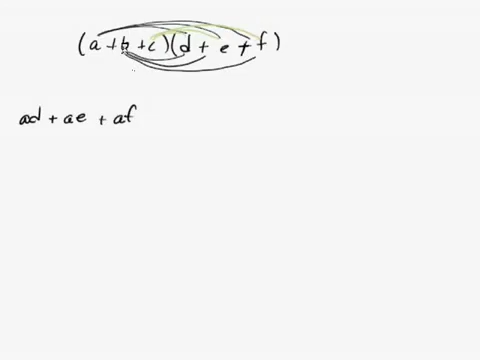 (a+b+c)(d+e+f)
ad + ae + af